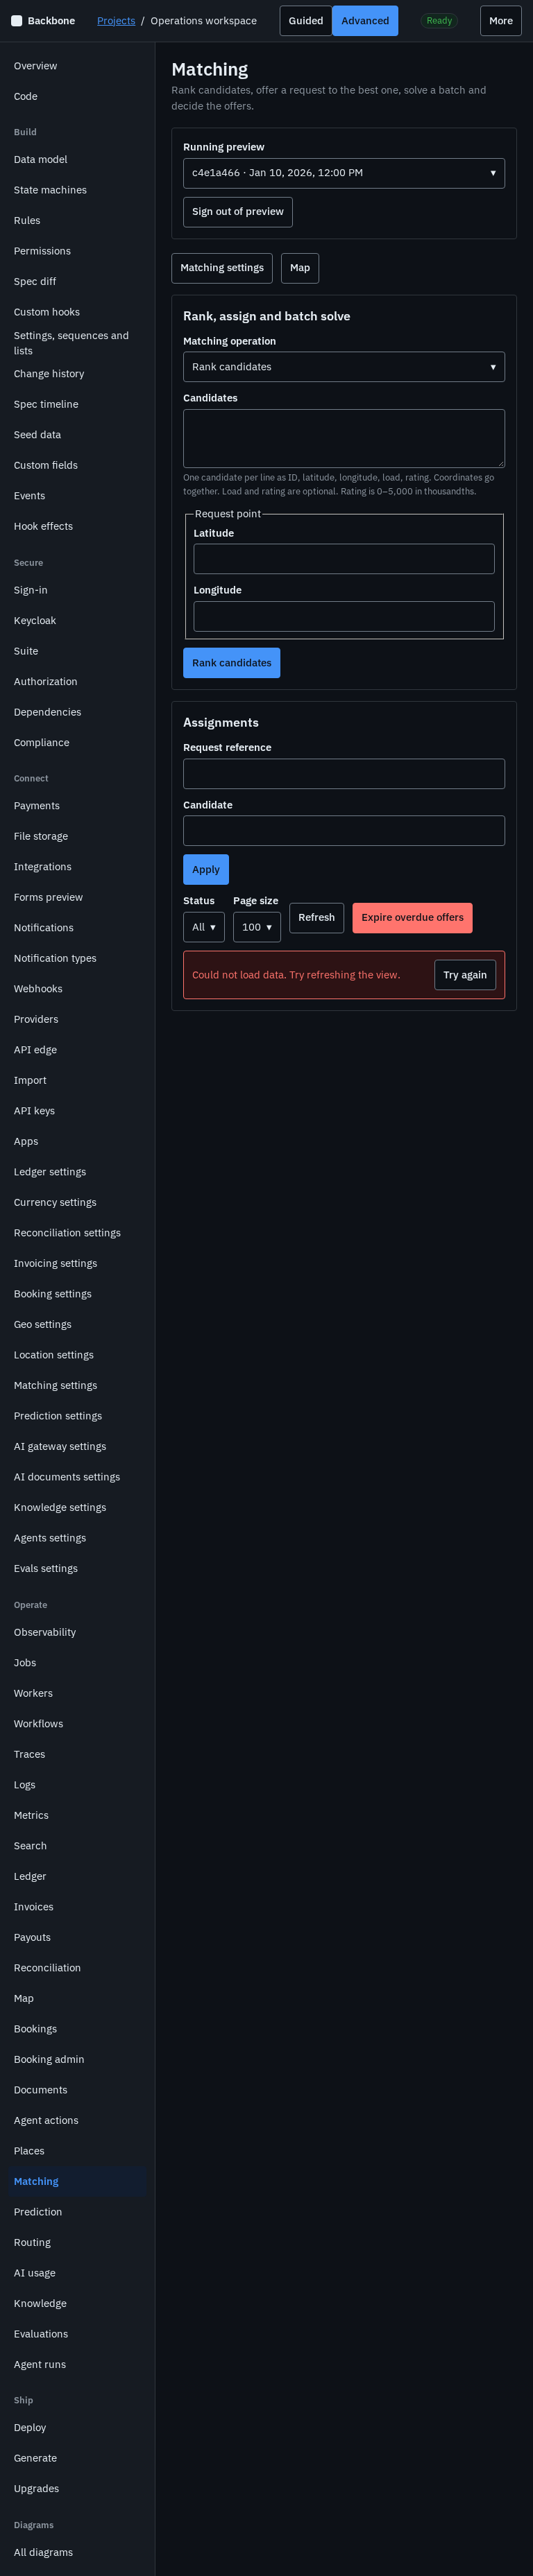 Backbone
Projects / Operations workspace
Guided
Advanced
Ready
More
Overview
Code
Build
Data model
State machines
Rules
Permissions
Spec diff
Custom hooks
Settings, sequences and
lists
Change history
Spec timeline
Seed data
Custom fields
Events
Hook effects
Secure
Sign-in
Keycloak
Suite
Authorization
Dependencies
Compliance
Connect
Payments
File storage
Integrations
Forms preview
Notifications
Notification types
Webhooks
Providers
API edge
Import
API keys
Apps
Ledger settings
Currency settings
Reconciliation settings
Invoicing settings
Booking settings
Geo settings
Location settings
Matching settings
Prediction settings
AI gateway settings
AI documents settings
Knowledge settings
Agents settings
Evals settings
Operate
Observability
Jobs
Workers
Workflows
Traces
Logs
Metrics
Search
Ledger
Invoices
Payouts
Reconciliation
Map
Bookings
Booking admin
Documents
Agent actions
Places
Matching
Prediction
Routing
AI usage
Knowledge
Evaluations
Agent runs
Ship
Deploy
Generate
Upgrades
Diagrams
All diagrams
Matching
Rank candidates, offer a request to the best one, solve a batch and
decide the offers.
Running preview
c4e1a466 · Jan 10, 2026, 12:00 PM
Sign out of preview
Matching settings
Map
Rank, assign and batch solve
Matching operation
Rank candidates
Candidates
One candidate per line as ID, latitude, longitude, load, rating. Coordinates go
together. Load and rating are optional. Rating is 0–5,000 in thousandths.
Request point
Latitude
Longitude
Rank candidates
Assignments
Request reference
Candidate
Apply
Status
Page size
All
100
Refresh
Expire overdue offers
Could not load data. Try refreshing the view.
Try again